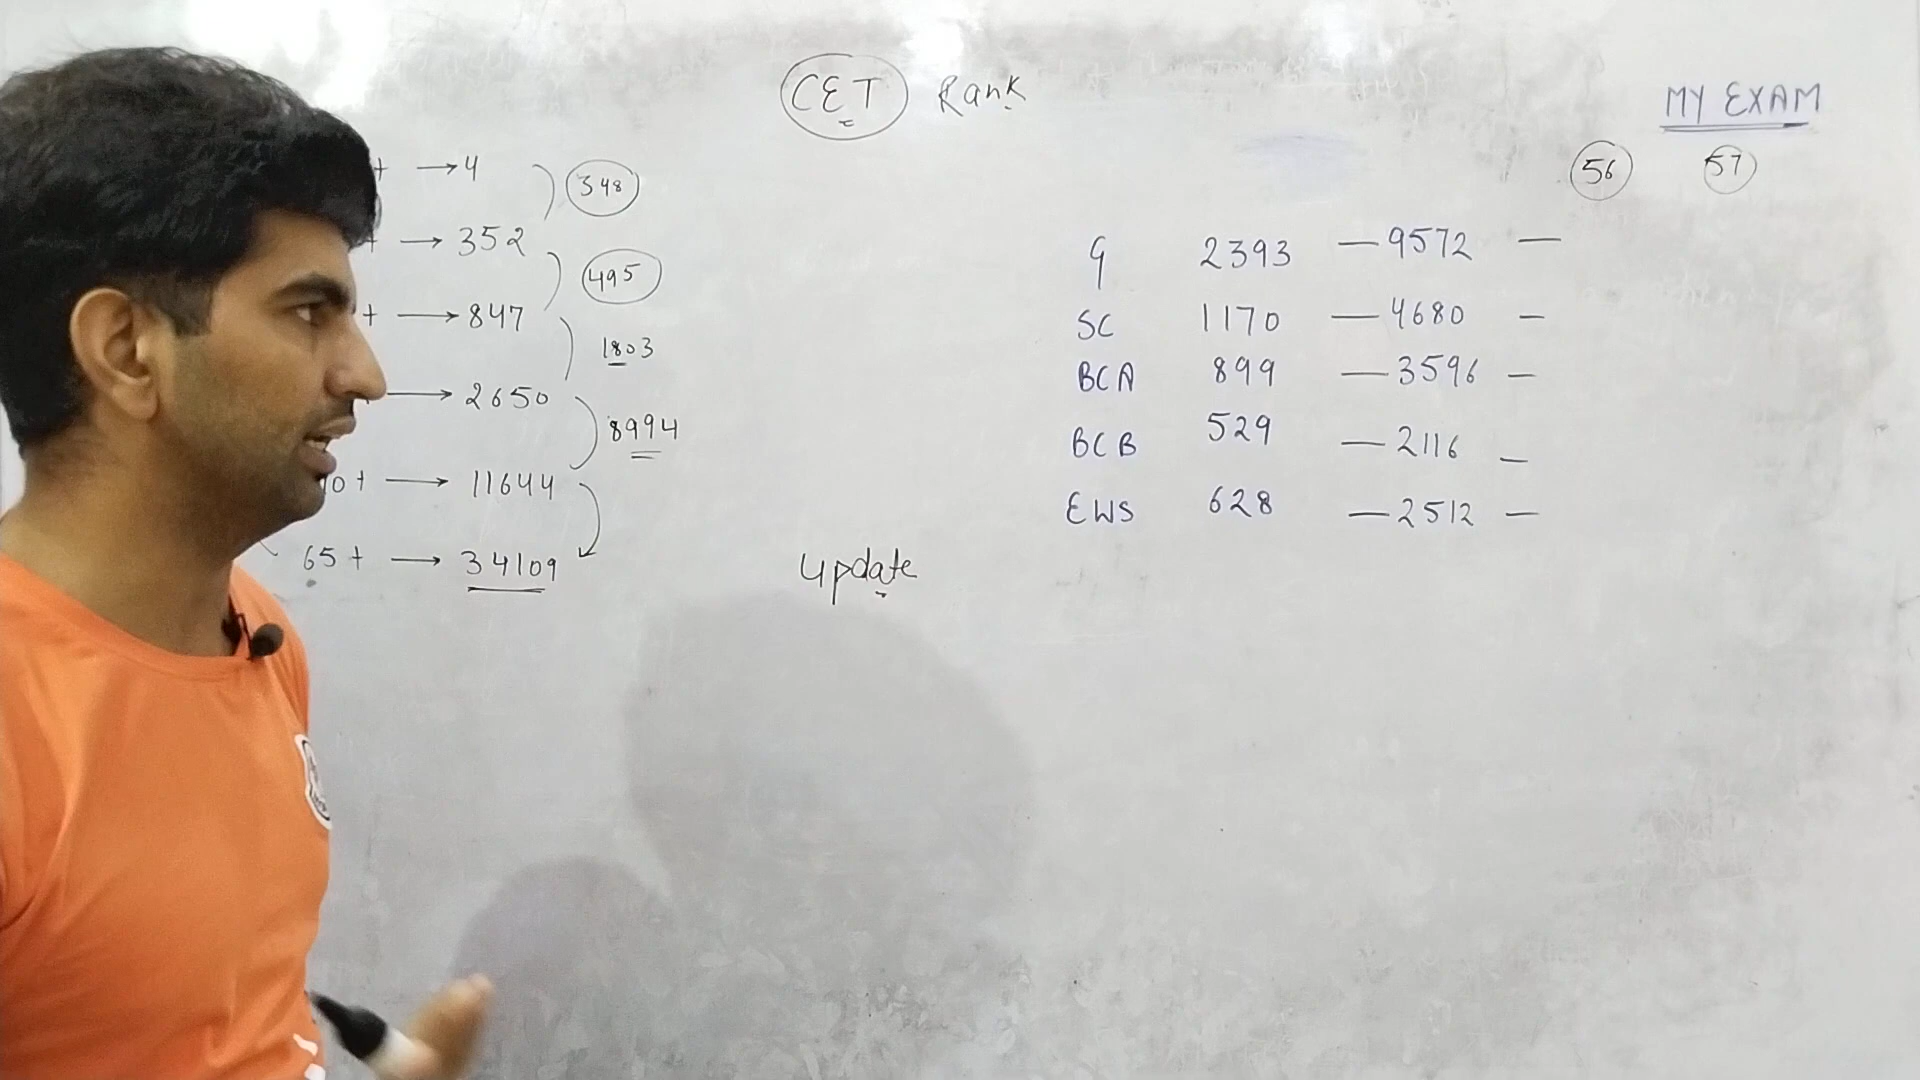 CET Rank
MY EXAM
56 57
+ → 4
348
+ → 352
495
+ → 847
1803
→ 2650
8994
70+ → 11644
65+ → 34109
update
G 2393 — 9572 —
SC 1170 — 4680 —
BCA 899 — 3596 —
BCB 529 — 2116 —
EWS 628 — 2512 —